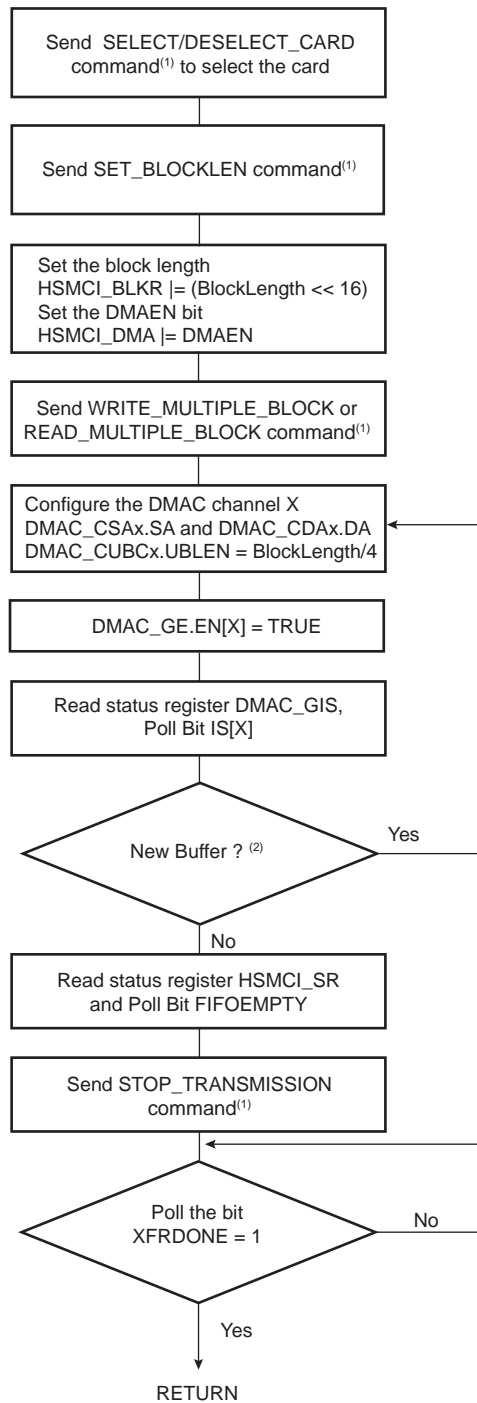 Send SELECT/DESELECT_CARD
command(1) to select the card
Send SET_BLOCKLEN command(1)
Set the block length
HSMCI_BLKR |= (BlockLength << 16)
Set the DMAEN bit
HSMCI_DMA |= DMAEN
Send WRITE_MULTIPLE_BLOCK or
READ_MULTIPLE_BLOCK command(1)
Configure the DMAC channel X
DMAC_CSAx.SA and DMAC_CDAx.DA
DMAC_CUBCx.UBLEN = BlockLength/4
DMAC_GE.EN[X] = TRUE
Read status register DMAC_GIS,
Poll Bit IS[X]
New Buffer ? (2)
Yes
No
Read status register HSMCI_SR
and Poll Bit FIFOEMPTY
Send STOP_TRANSMISSION
command(1)
Poll the bit
XFRDONE = 1
No
Yes
RETURN